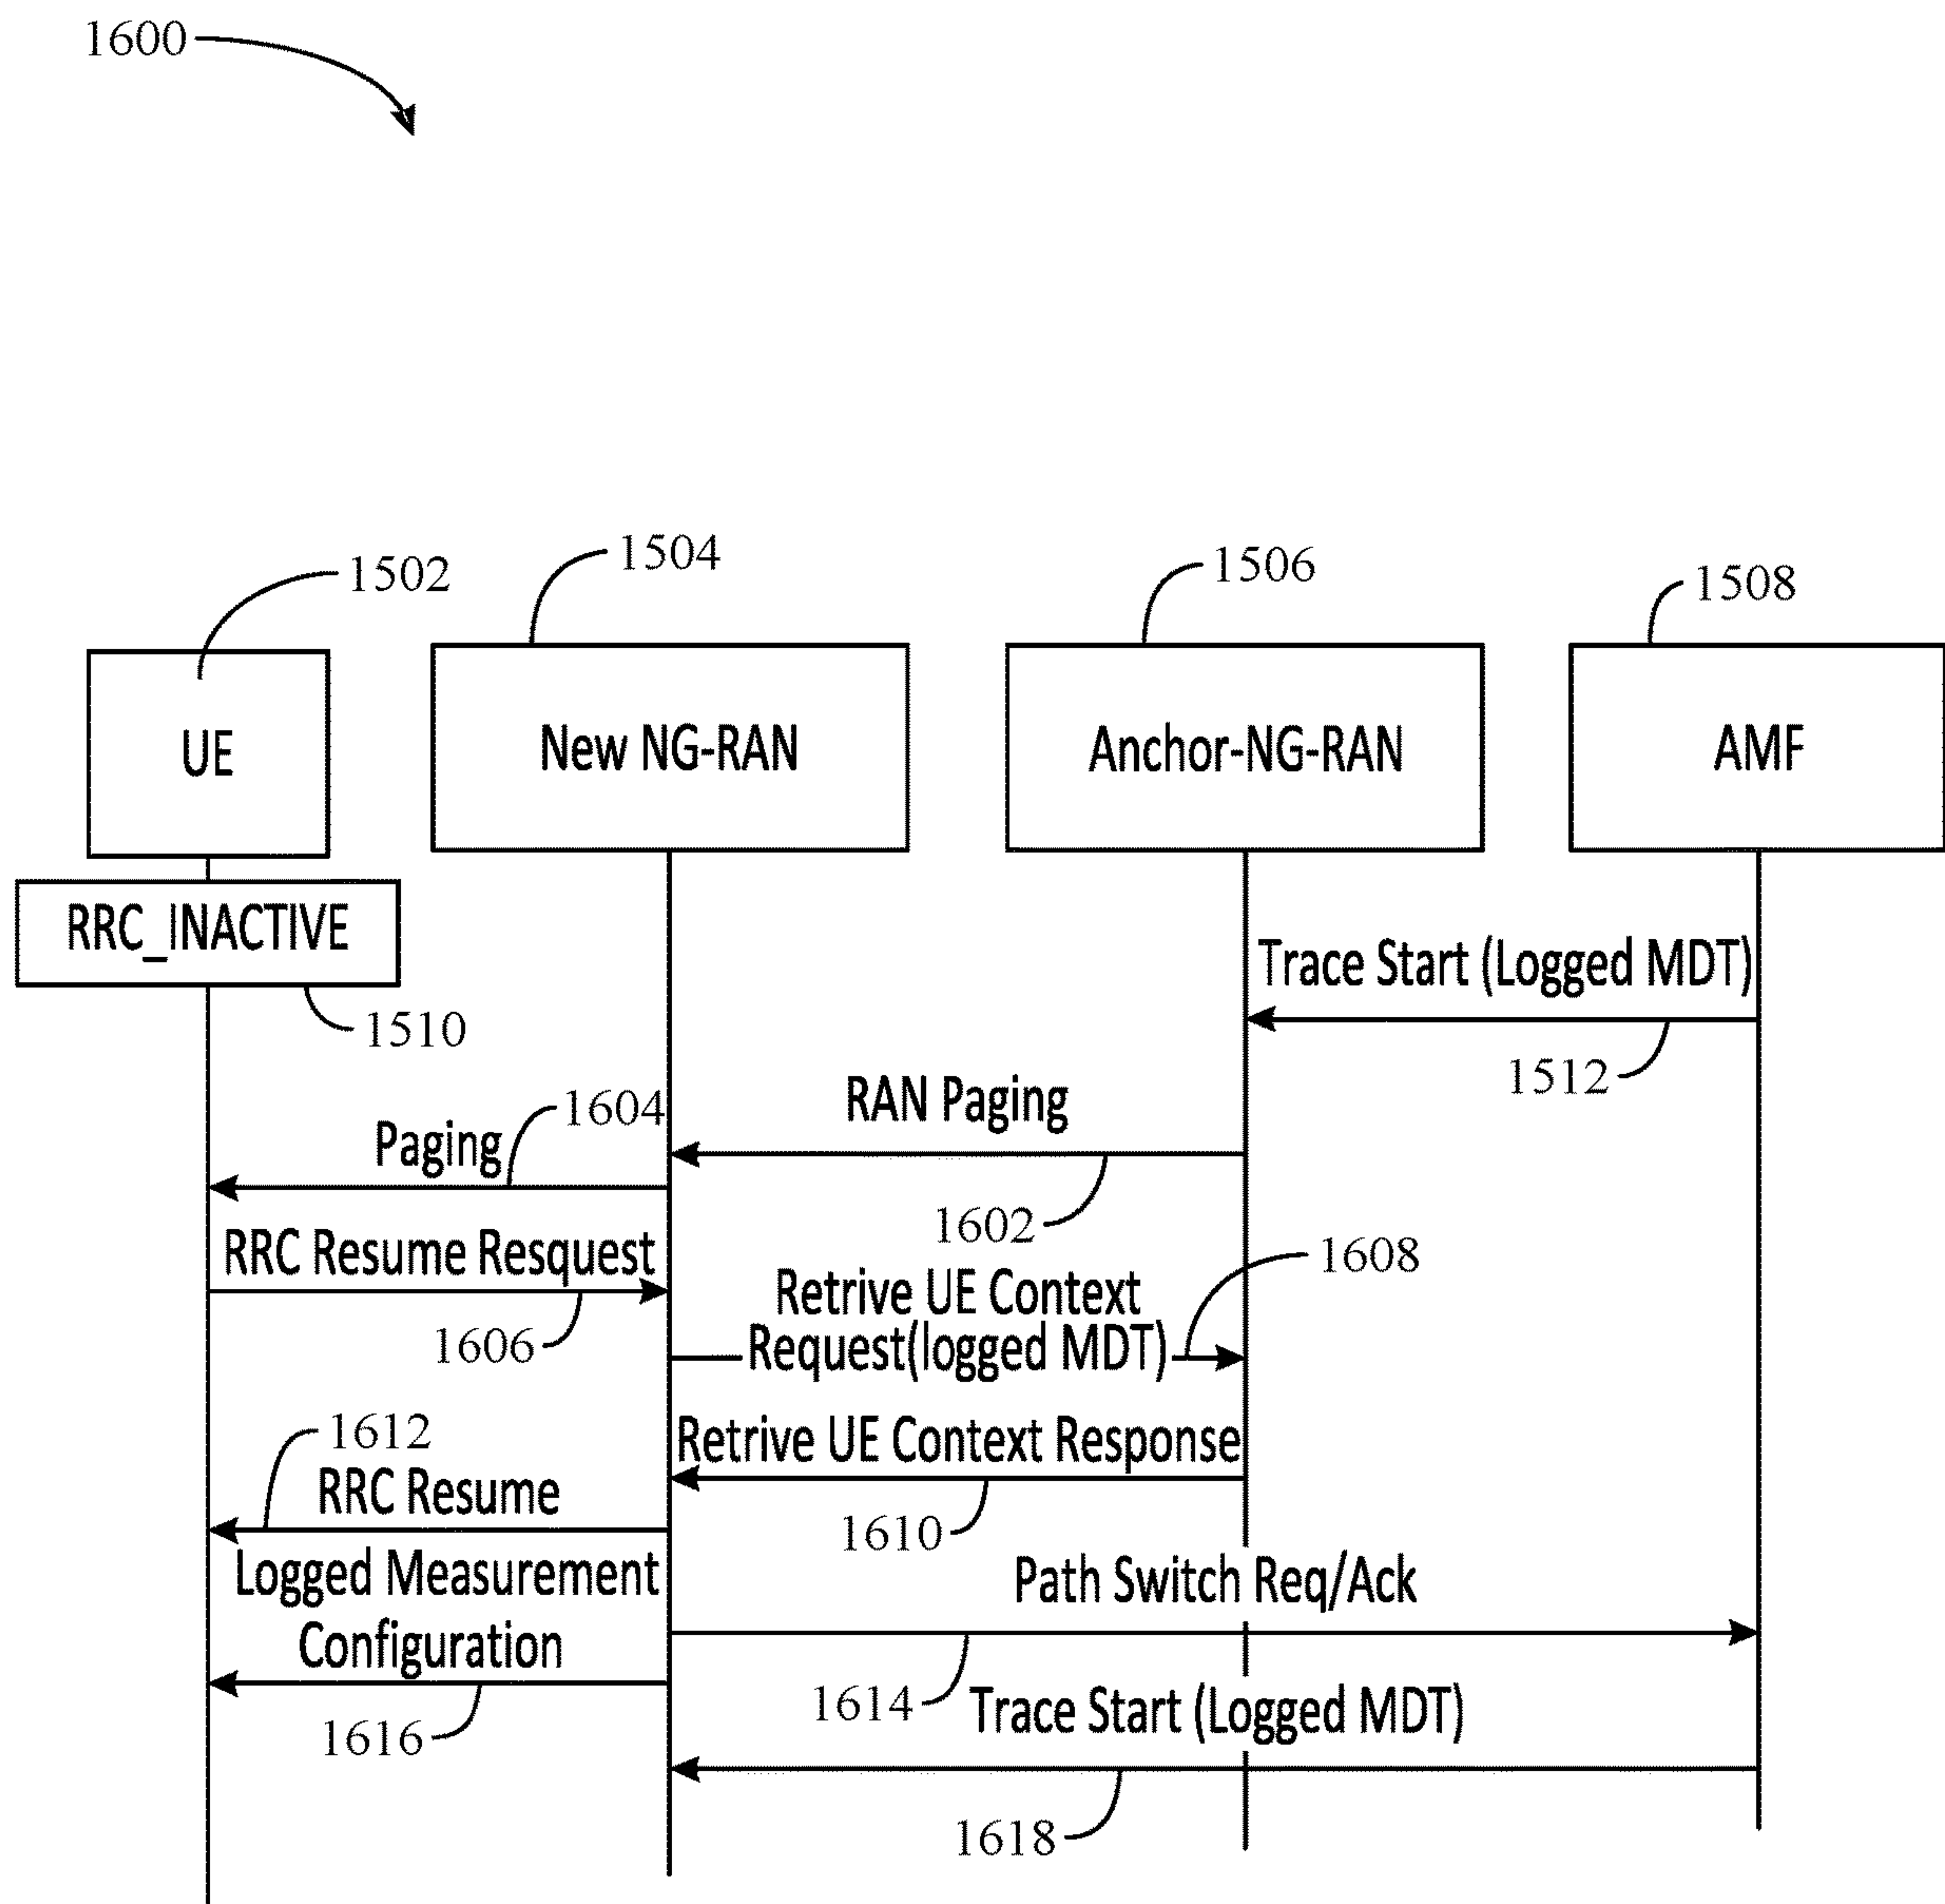 1600
1502
1504
1506
1508
UE
New NG-RAN
Anchor-NG-RAN
AMF
RRC_INACTIVE
1510
Trace Start (Logged MDT)
1512
RAN Paging
1602
1604
Paging
RRC Resume Resquest
1606
Retrive UE Context
Request(logged MDT)
1608
Retrive UE Context Response
1610
1612
RRC Resume
Logged Measurement
Configuration
1616
Path Switch Req/Ack
1614
Trace Start (Logged MDT)
1618